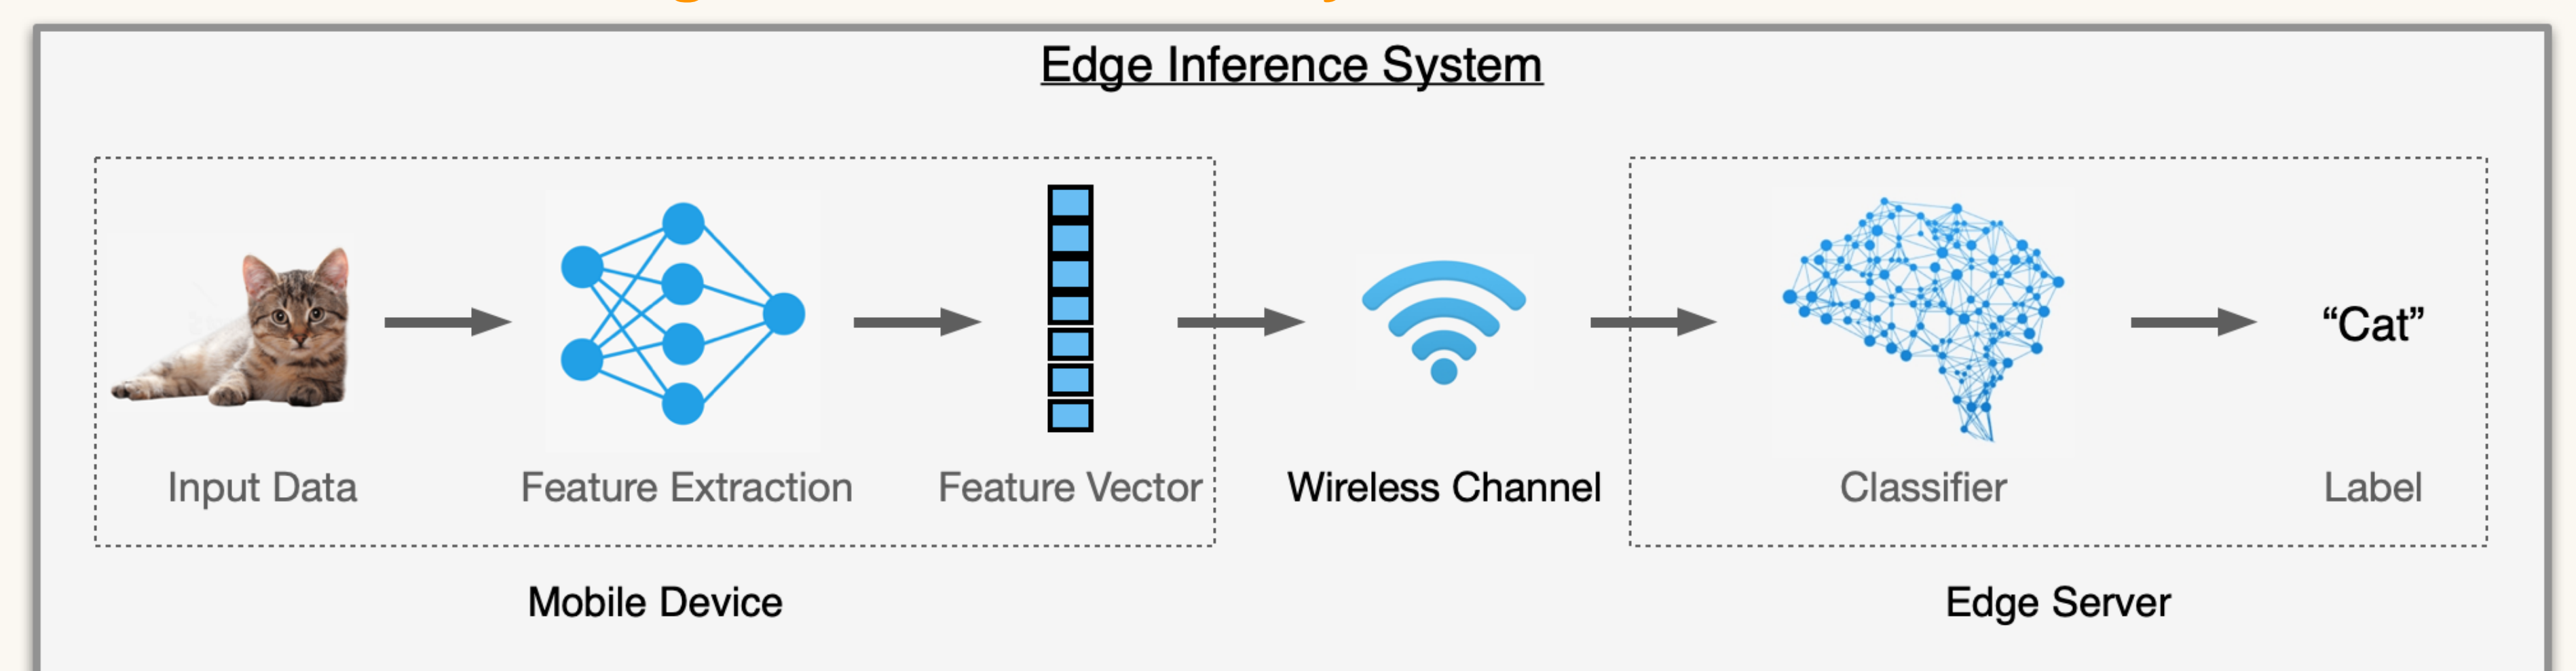 Edge Inference System
"Cat"
Input Data
Feature Extraction
Feature Vector
Wireless Channel
Classifier
Label
Mobile Device
Edge Server